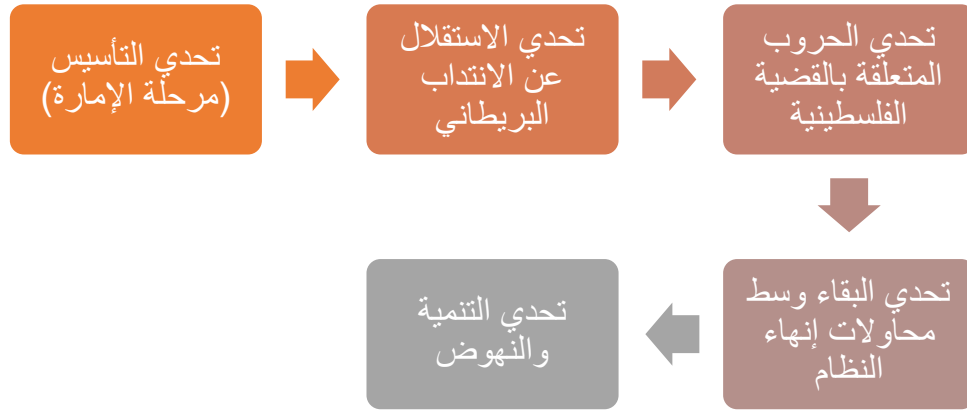 تحدي التأسيس
(مرحلة الإمارة)
تحدي الاستقلال
عن الانتداب
البريطاني
تحدي الحروب
المتعلقة بالقضية
الفلسطينية
تحدي البقاء وسط
محاولات إنهاء
النظام
تحدي التنمية
والنهوض